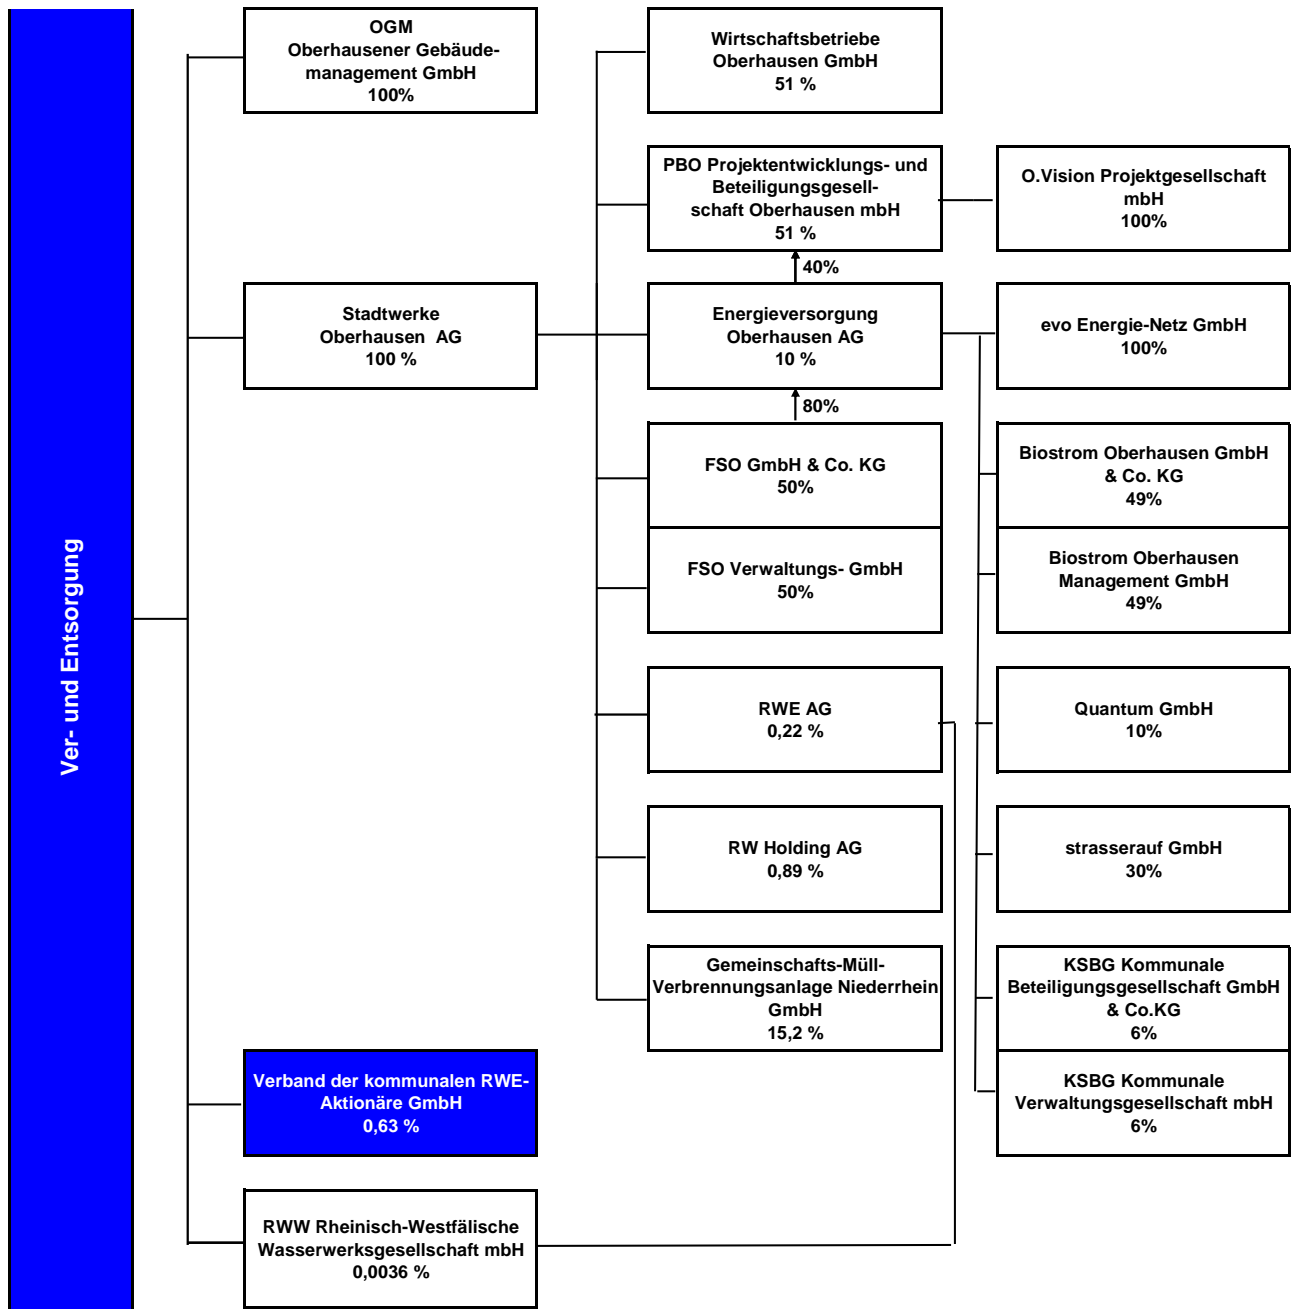 Ver- und Entsorgung
OGM
Oberhausener Gebäude-
management GmbH
100%
Stadtwerke
Oberhausen AG
100 %
Verband der kommunalen RWE-
Aktionäre GmbH
0,63 %
RWW Rheinisch-Westfälische
Wasserwerksgesellschaft mbH
0,0036 %
Wirtschaftsbetriebe
Oberhausen GmbH
51 %
PBO Projektentwicklungs- und
Beteiligungsgesell-
schaft Oberhausen mbH
51 %
40%
Energieversorgung
Oberhausen AG
10 %
80%
FSO GmbH & Co. KG
50%
FSO Verwaltungs- GmbH
50%
RWE AG
0,22 %
RW Holding AG
0,89 %
Gemeinschafts-Müll-
Verbrennungsanlage Niederrhein
GmbH
15,2 %
O.Vision Projektgesellschaft
mbH
100%
evo Energie-Netz GmbH
100%
Biostrom Oberhausen GmbH
& Co. KG
49%
Biostrom Oberhausen
Management GmbH
49%
Quantum GmbH
10%
strasserauf GmbH
30%
KSBG Kommunale
Beteiligungsgesellschaft GmbH
& Co.KG
6%
KSBG Kommunale
Verwaltungsgesellschaft mbH
6%